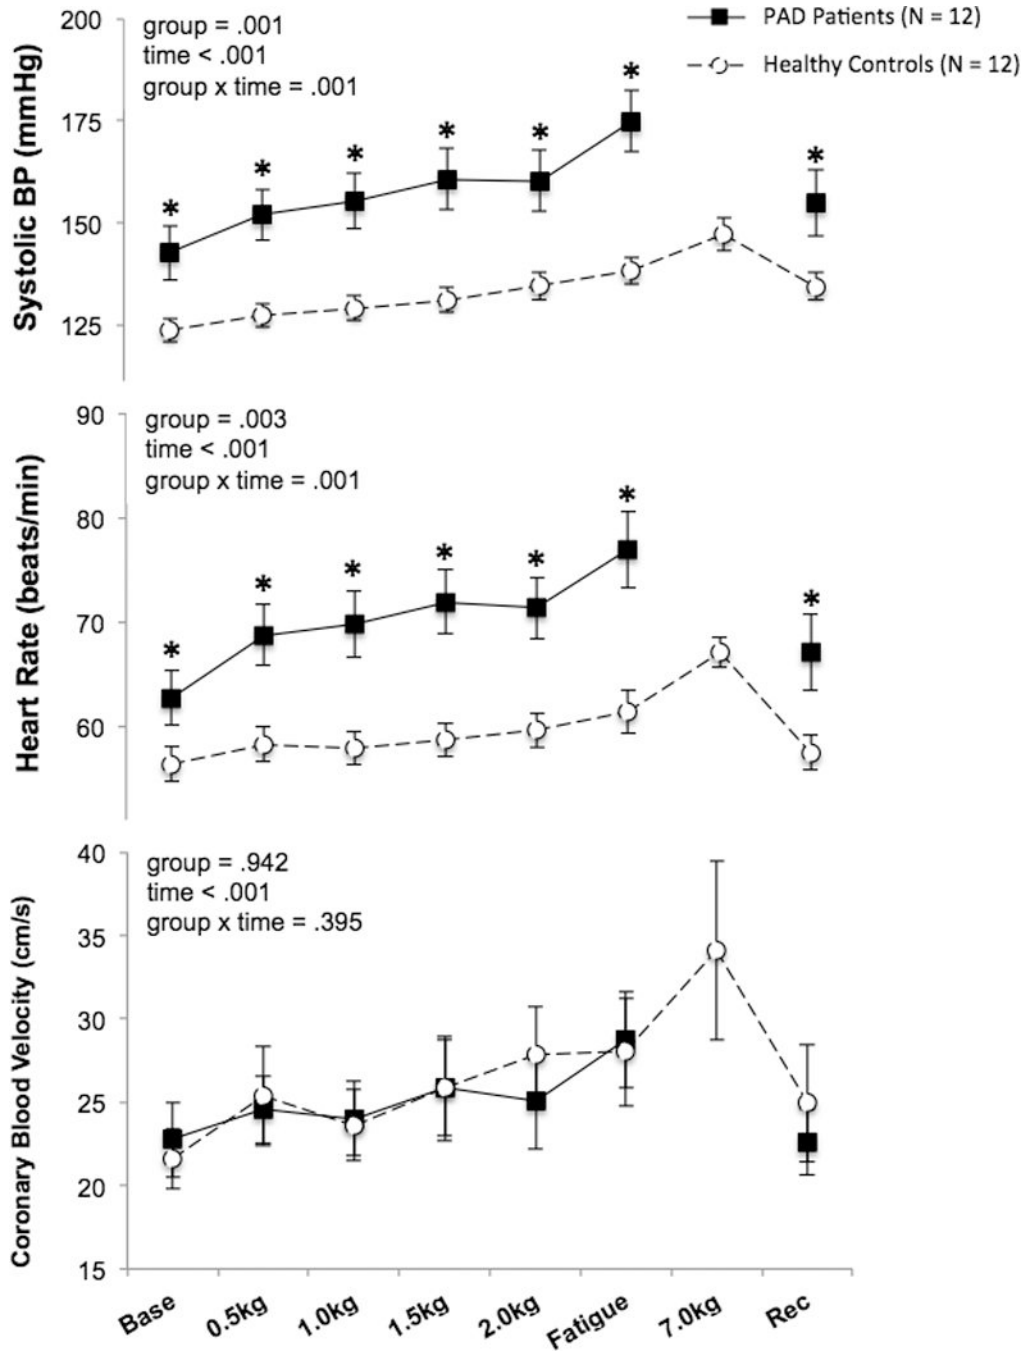 PAD Patients (N = 12)
Healthy Controls (N = 12)
Systolic BP (mmHg)
200
175
150
125
group = .001
time < .001
group x time = .001
* * * * * * *
Heart Rate (beats/min)
90
80
70
60
group = .003
time < .001
group x time = .001
* * * * * * *
Coronary Blood Velocity (cm/s)
40
35
30
25
20
15
group = .942
time < .001
group x time = .395
Base 0.5kg 1.0kg 1.5kg 2.0kg Fatigue 7.0kg Rec